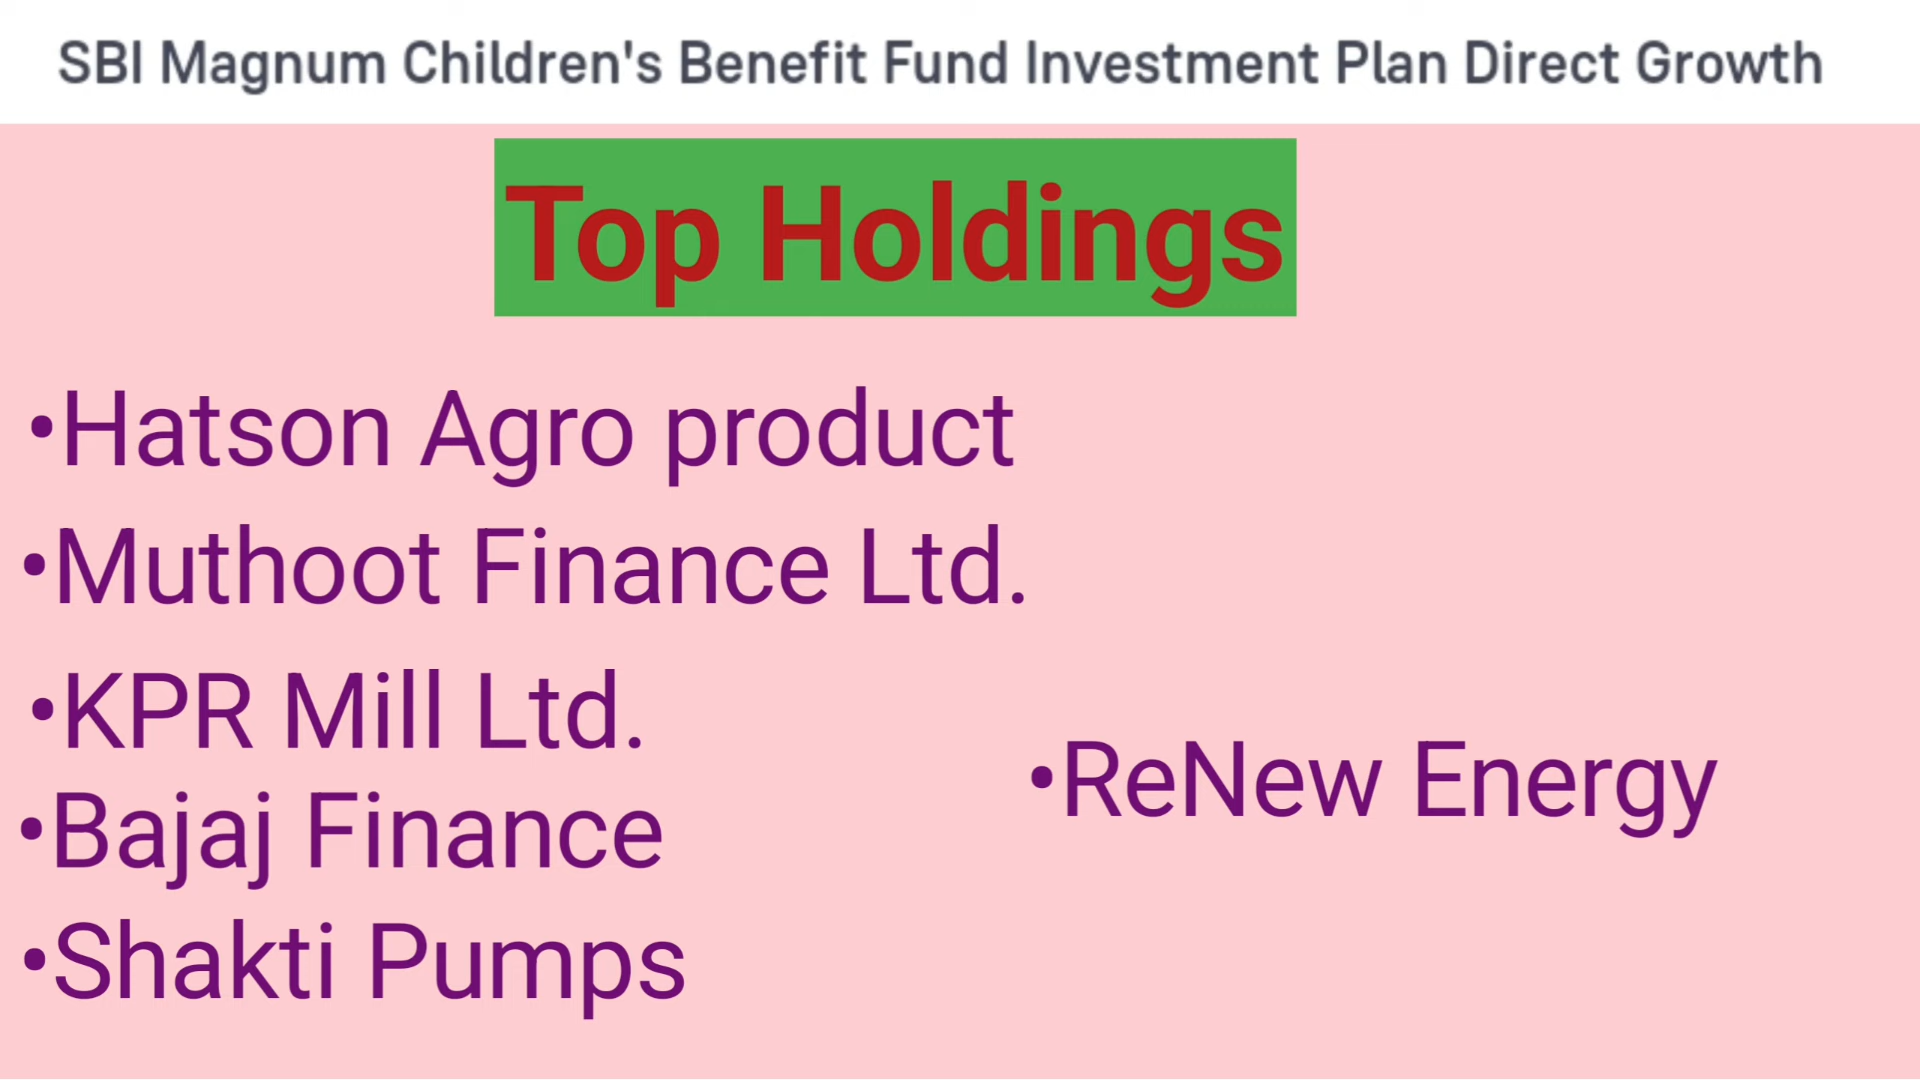 SBI Magnum Children's Benefit Fund Investment Plan Direct Growth
Top Holdings
•Hatson Agro product
•Muthoot Finance Ltd.
•KPR Mill Ltd.
•Bajaj Finance
•Shakti Pumps
•ReNew Energy